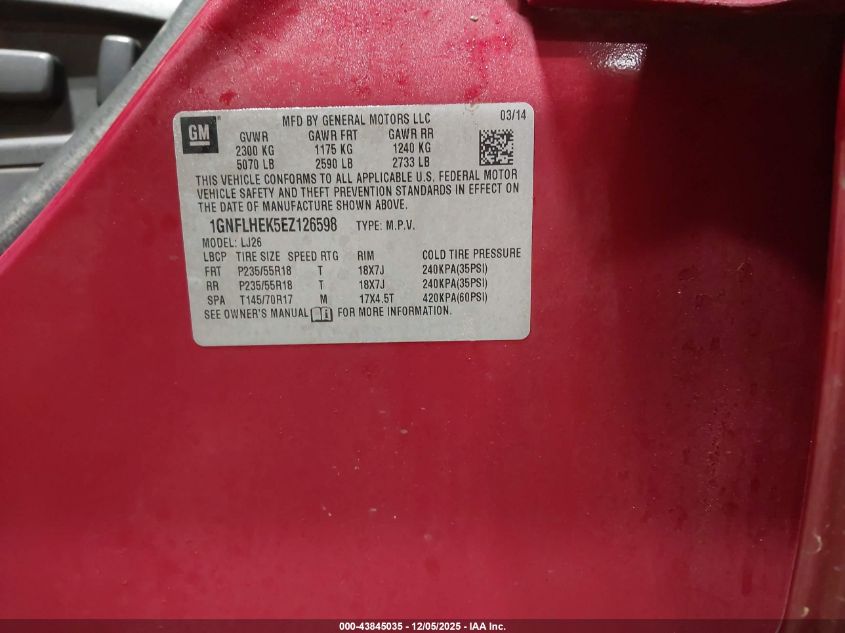 GM
MFD BY GENERAL MOTORS LLC 03/14
GVWR GAWR FRT GAWR RR
2300 KG 1175 KG 1240 KG
5070 LB 2590 LB 2733 LB
THIS VEHICLE CONFORMS TO ALL APPLICABLE U.S. FEDERAL MOTOR
VEHICLE SAFETY AND THEFT PREVENTION STANDARDS IN EFFECT ON
THE DATE OF MANUFACTURE SHOWN ABOVE.
1GNFLHEK5EZ126598 TYPE: M.P.V.
MODEL: LJ26
LBCP TIRE SIZE SPEED RTG RIM COLD TIRE PRESSURE
FRT P235/55R18 T 18X7J 240KPA(35PSI)
RR P235/55R18 T 18X7J 240KPA(35PSI)
SPA T145/70R17 M 17X4.5T 420KPA(60PSI)
SEE OWNER'S MANUAL FOR MORE INFORMATION.
000-43845035 - 12/05/2025 - IAA Inc.